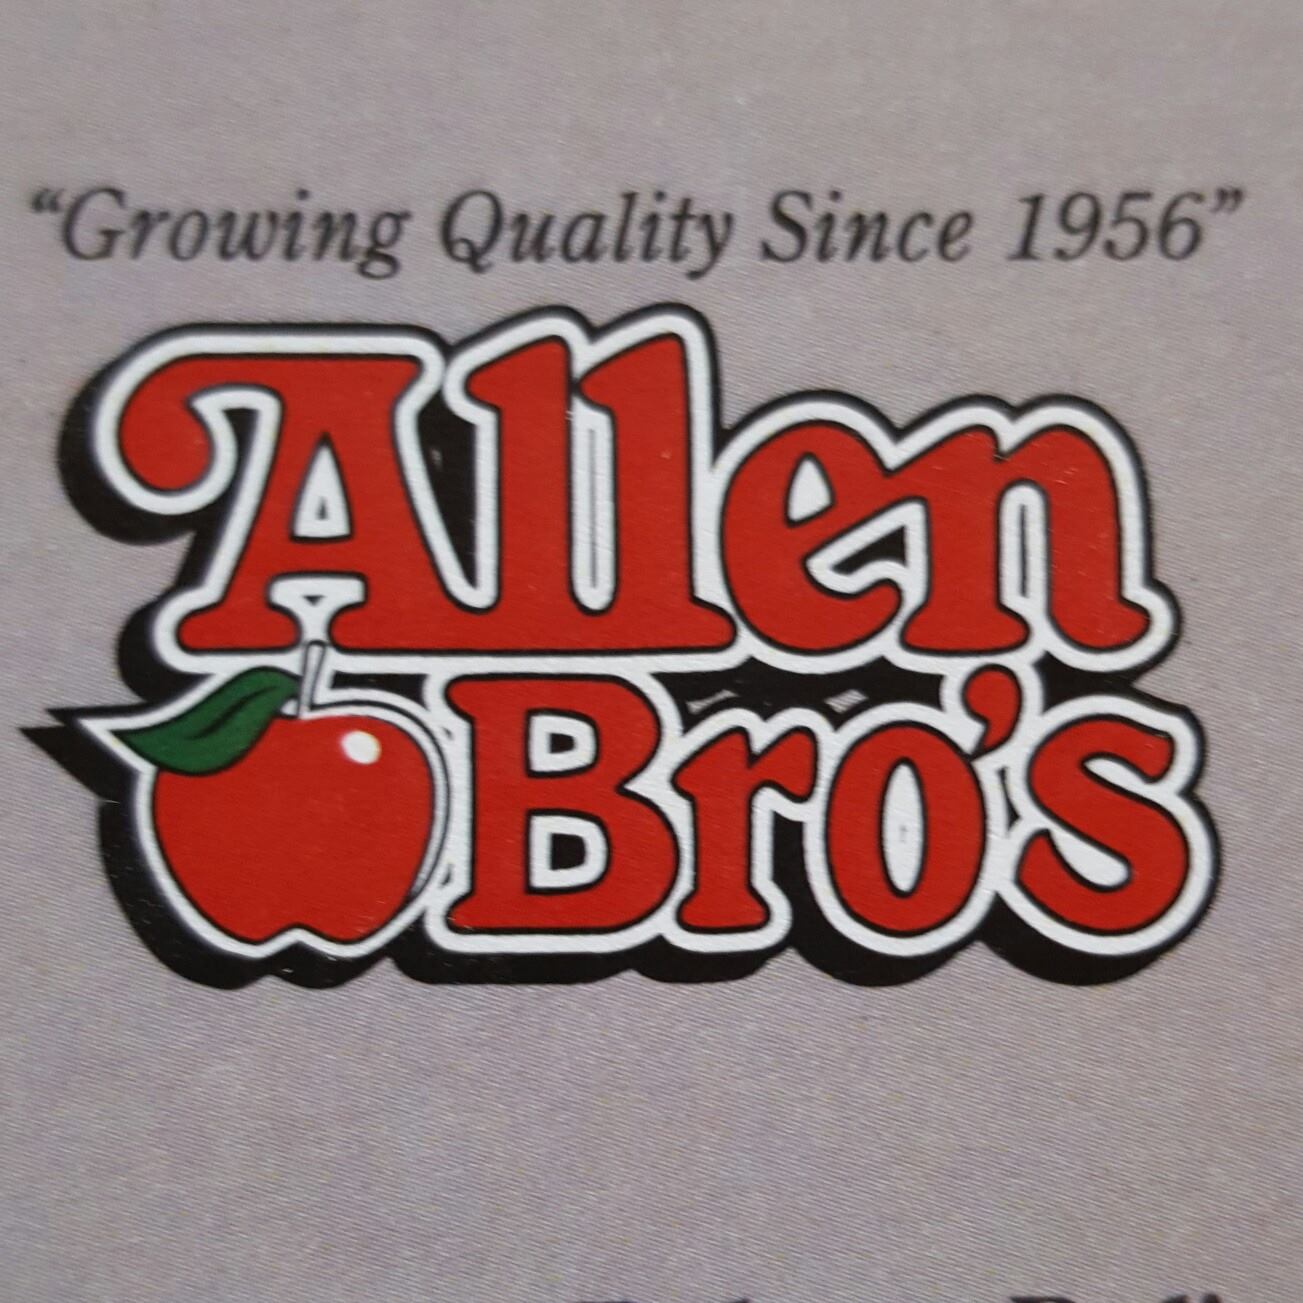 “Growing Quality Since 1956”
Allen
Bro's